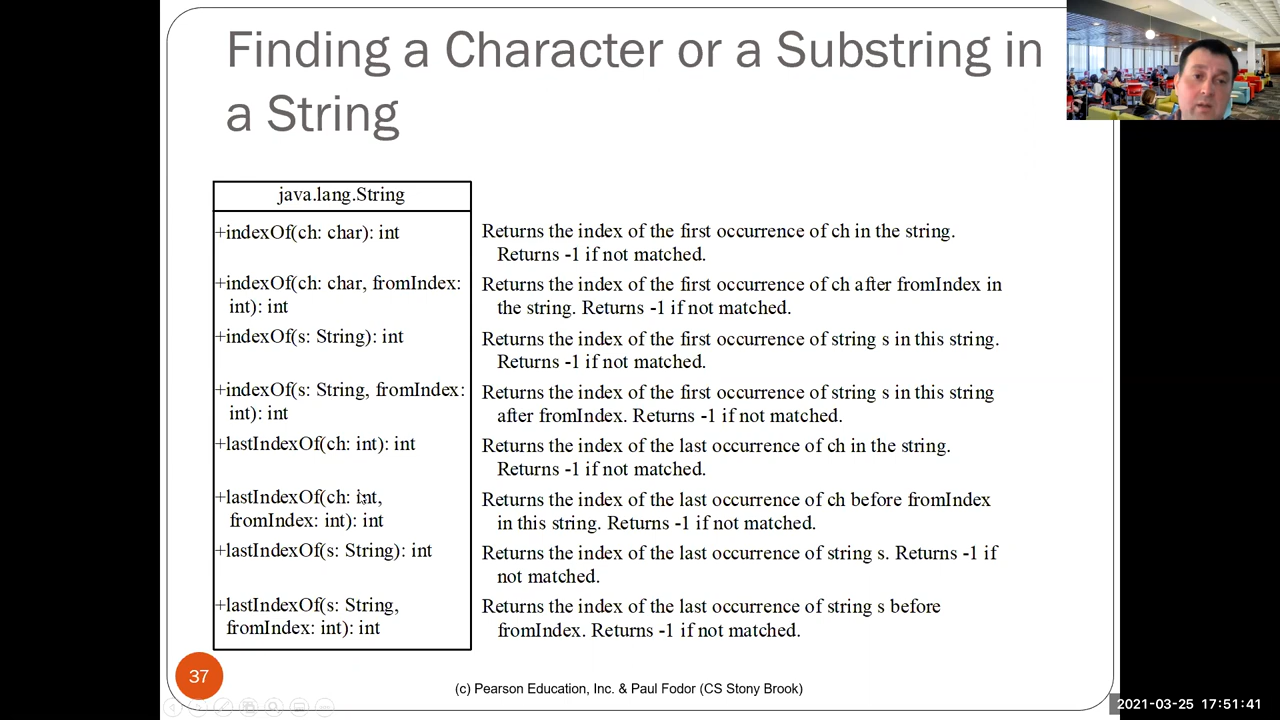 Finding a Character or a Substring in
a String
java.lang.String
+indexOf(ch: char): int
Returns the index of the first occurrence of ch in the string.
Returns -1 if not matched.
+indexOf(ch: char, fromIndex:
int): int
Returns the index of the first occurrence of ch after fromIndex in
the string. Returns -1 if not matched.
+indexOf(s: String): int
Returns the index of the first occurrence of string s in this string.
Returns -1 if not matched.
+indexOf(s: String, fromIndex:
int): int
Returns the index of the first occurrence of string s in this string
after fromIndex. Returns -1 if not matched.
+lastIndexOf(ch: int): int
Returns the index of the last occurrence of ch in the string.
Returns -1 if not matched.
+lastIndexOf(ch: int,
fromIndex: int): int
Returns the index of the last occurrence of ch before fromIndex
in this string. Returns -1 if not matched.
+lastIndexOf(s: String): int
Returns the index of the last occurrence of string s. Returns -1 if
not matched.
+lastIndexOf(s: String,
fromIndex: int): int
Returns the index of the last occurrence of string s before
fromIndex. Returns -1 if not matched.
37
(c) Pearson Education, Inc. & Paul Fodor (CS Stony Brook)
2021-03-25 17:51:41